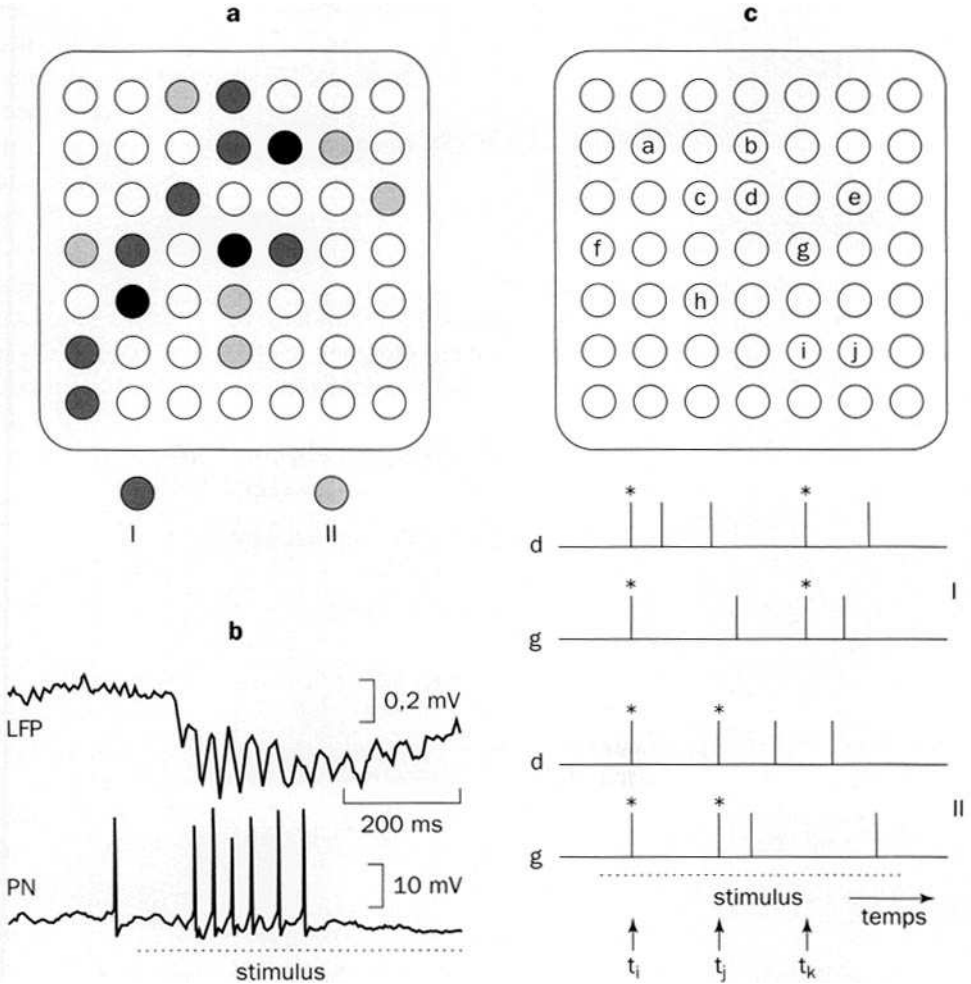 a
I II
b
LFP
0,2 mV
200 ms
PN
10 mV
stimulus
c
a b
c d e
f g
h
i j
* *
d
* *
g
I
* *
d
* *
g
II
stimulus
temps
ti tj tk